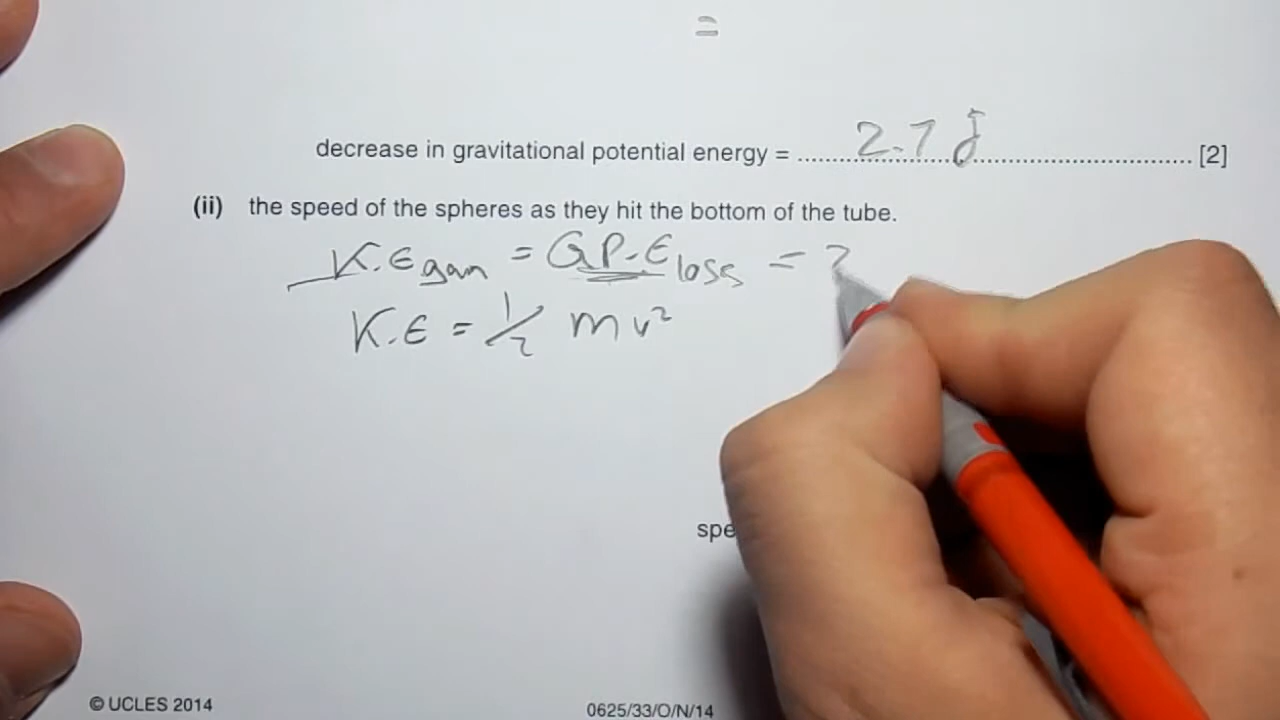 =
decrease in gravitational potential energy = .................... 2.7 J .................... [2]
(ii) the speed of the spheres as they hit the bottom of the tube.
K.E gain = GP.E loss = 2
K.E = 1/2 mv²
spe
© UCLES 2014
0625/33/O/N/14